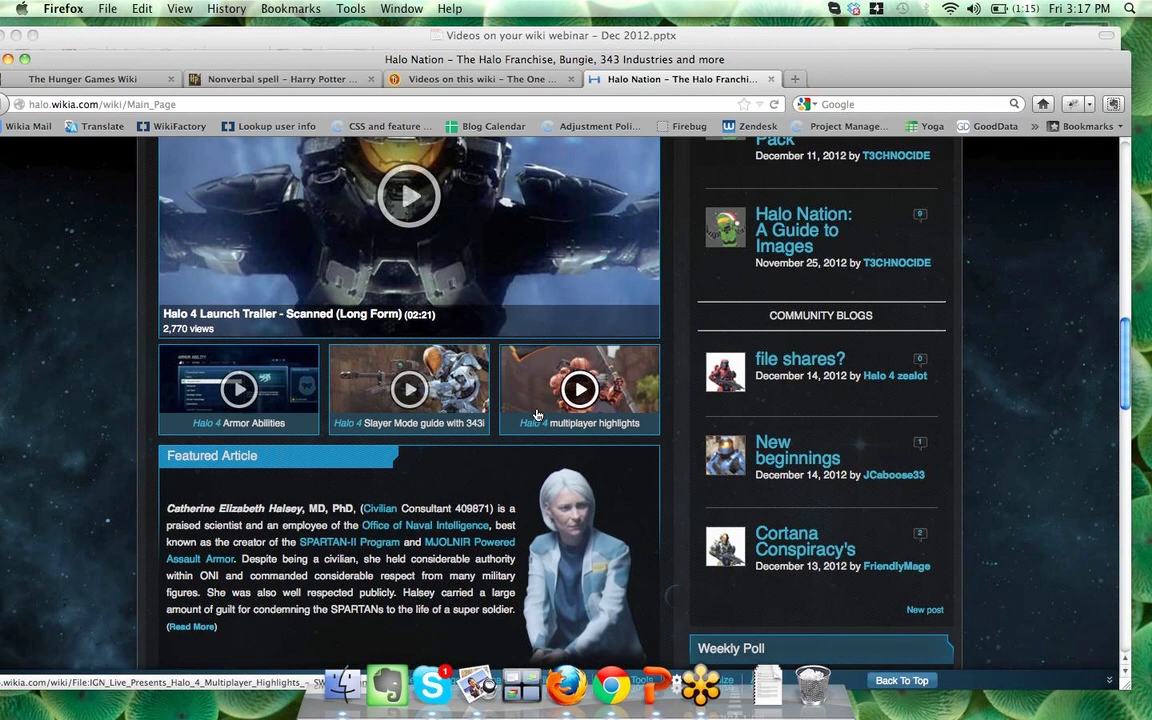 Firefox File Edit View History Bookmarks Tools Window Help
(1:15) Fri 3:17 PM
Videos on your wiki webinar – Dec 2012.pptx
Halo Nation - The Halo Franchise, Bungie, 343 Industries and more
The Hunger Games Wiki
Nonverbal spell – Harry Potter ...
Videos on this wiki – The One ...
Halo Nation – The Halo Franchi...
halo.wikia.com/wiki/Main_Page
Google
Wikia Mail Translate WikiFactory Lookup user info CSS and feature ... Blog Calendar Adjustment Poli... Firebug Zendesk Project Manage... Yoga GoodData » Bookmarks
Halo 4 Launch Trailer - Scanned (Long Form) (02:21)
2,770 views
Halo 4 Armor Abilities
Halo 4 Slayer Mode guide with 343i
Halo 4 multiplayer highlights
Featured Article
Catherine Elizabeth Halsey, MD, PhD, (Civilian Consultant 409871) is a
praised scientist and an employee of the Office of Naval Intelligence, best
known as the creator of the SPARTAN-II Program and MJOLNIR Powered
Assault Armor. Despite being a civilian, she held considerable authority
within ONI and commanded considerable respect from many military
figures. She was also well respected publicly. Halsey carried a large
amount of guilt for condemning the SPARTANs to the life of a super soldier.
(Read More)
Pack
December 11, 2012 by T3CHNOCIDE
Halo Nation:
A Guide to
Images
9
November 25, 2012 by T3CHNOCIDE
COMMUNITY BLOGS
file shares?
0
December 14, 2012 by Halo 4 zealot
New
beginnings
1
December 14, 2012 by JCaboose33
Cortana
Conspiracy's
2
December 13, 2012 by FriendlyMage
New post
Weekly Poll
Back To Top
o.wikia.com/wiki/File:IGN_Live_Presents_Halo_4_Multiplayer_Highlights_-_SW
Tools
1